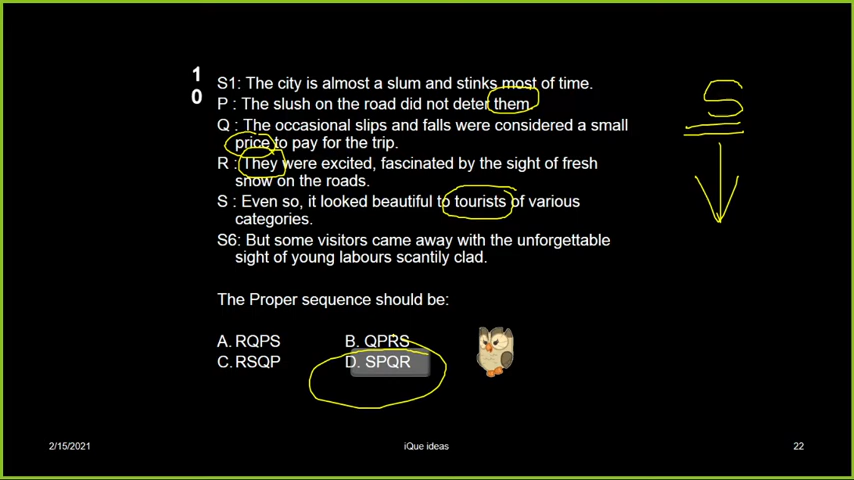 1
0
S1: The city is almost a slum and stinks most of time.
P : The slush on the road did not deter them
Q : The occasional slips and falls were considered a small
price to pay for the trip.
R : They were excited, fascinated by the sight of fresh
snow on the roads.
S : Even so, it looked beautiful to tourists of various
categories.
S6: But some visitors came away with the unforgettable
sight of young labours scantily clad.
The Proper sequence should be:
A. RQPS
B. QPRS
C. RSQP
D. SPQR
S
2/15/2021
iQue ideas
22